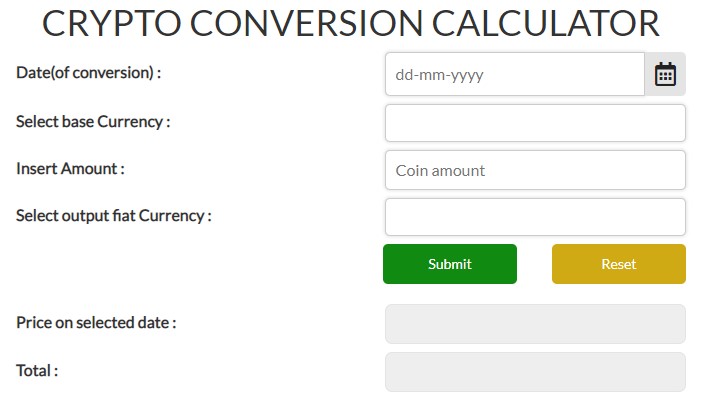 CRYPTO CONVERSION CALCULATOR
Date(of conversion) :
dd-mm-yyyy
Select base Currency :
Insert Amount :
Coin amount
Select output fiat Currency :
Submit
Reset
Price on selected date :
Total :